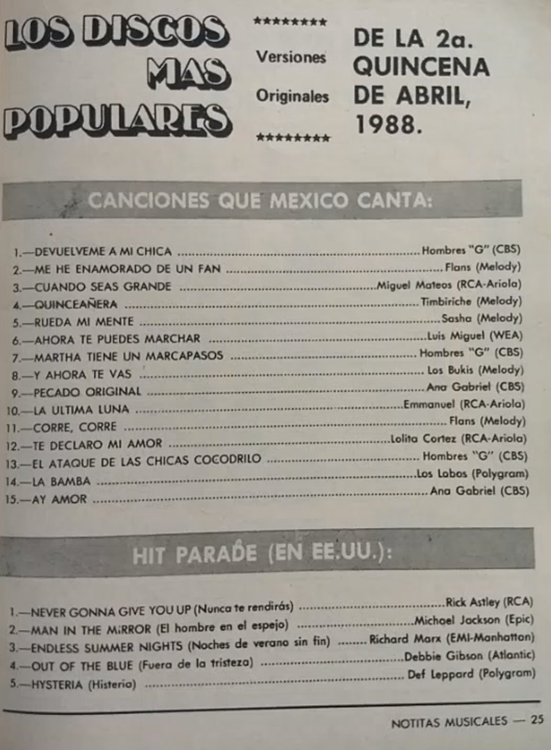 LOS DISCOS
MAS
POPULARES
********
Versiones
Originales
********
DE LA 2a.
QUINCENA
DE ABRIL,
1988.
CANCIONES QUE MEXICO CANTA:
1.—DEVUELVEME A MI CHICA ........ Hombres "G" (CBS)
2.—ME HE ENAMORADO DE UN FAN ........ Flans (Melody)
3.—CUANDO SEAS GRANDE ........ Miguel Mateos (RCA-Ariola)
4.—QUINCEAÑERA ........ Timbiriche (Melody)
5.—RUEDA MI MENTE ........ Sasha (Melody)
6.—AHORA TE PUEDES MARCHAR ........ Luis Miguel (WEA)
7.—MARTHA TIENE UN MARCAPASOS ........ Hombres "G" (CBS)
8.—Y AHORA TE VAS ........ Los Bukis (Melody)
9.—PECADO ORIGINAL ........ Ana Gabriel (CBS)
10.—LA ULTIMA LUNA ........ Emmanuel (RCA-Ariola)
11.—CORRE, CORRE ........ Flans (Melody)
12.—TE DECLARO MI AMOR ........ Lolita Cortez (RCA-Ariola)
13.—EL ATAQUE DE LAS CHICAS COCODRILO ........ Hombres "G" (CBS)
14.—LA BAMBA ........ Los Lobos (Polygram)
15.—AY AMOR ........ Ana Gabriel (CBS)
HIT PARADE (EN EE.UU.):
1.—NEVER GONNA GIVE YOU UP (Nunca te rendirás) ........ Rick Astley (RCA)
2.—MAN IN THE MIRROR (El hombre en el espejo) ........ Michael Jackson (Epic)
3.—ENDLESS SUMMER NIGHTS (Noches de verano sin fin) ........ Richard Marx (EMI-Manhattan)
4.—OUT OF THE BLUE (Fuera de la tristeza) ........ Debbie Gibson (Atlantic)
5.—HYSTERIA (Histeria) ........ Def Leppard (Polygram)
NOTITAS MUSICALES — 25